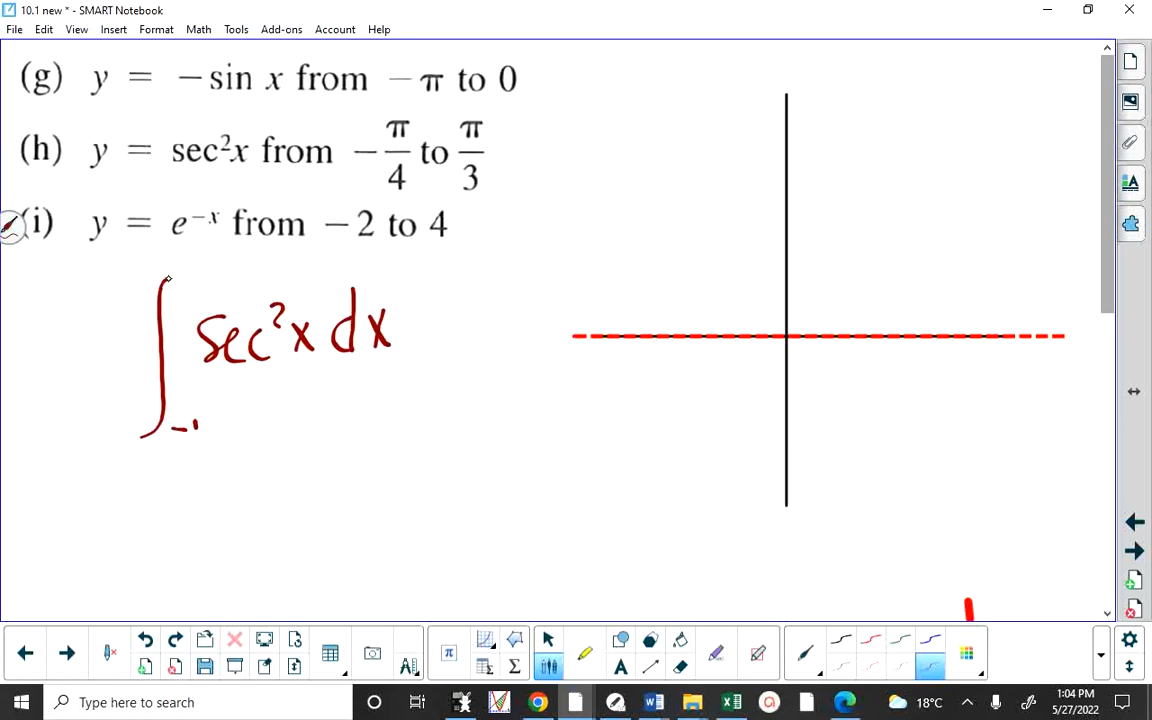 10.1 new * - SMART Notebook
File Edit View Insert Format Math Tools Add-ons Account Help
(g) y = − sin x from − π to 0
(h) y = sec²x from − π/4 to π/3
(i) y = e⁻ˣ from − 2 to 4
∫ sec²x dx
Type here to search
18°C
1:04 PM
5/27/2022